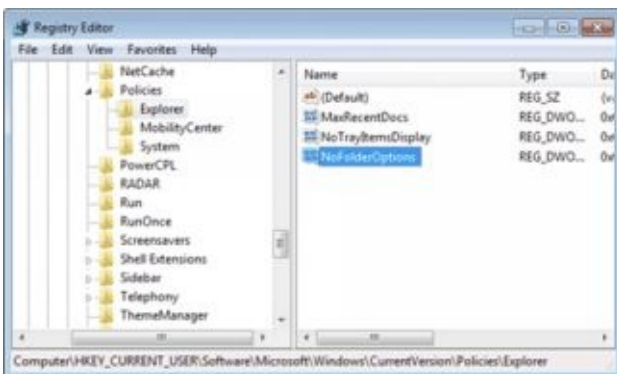 Registry Editor
File Edit View Favorites Help
NetCache
Policies
Explorer
MobilityCenter
System
PowerCPL
RADAR
Run
RunOnce
Screensavers
Shell Extensions
Sidebar
Telephony
ThemeManager
Name Type
(Default) REG_SZ
MaxRecentDocs REG_DWO...
NoTrayItemsDisplay REG_DWO...
NoFolderOptions REG_DWO...
Computer\HKEY_CURRENT_USER\Software\Microsoft\Windows\CurrentVersion\Policies\Explorer